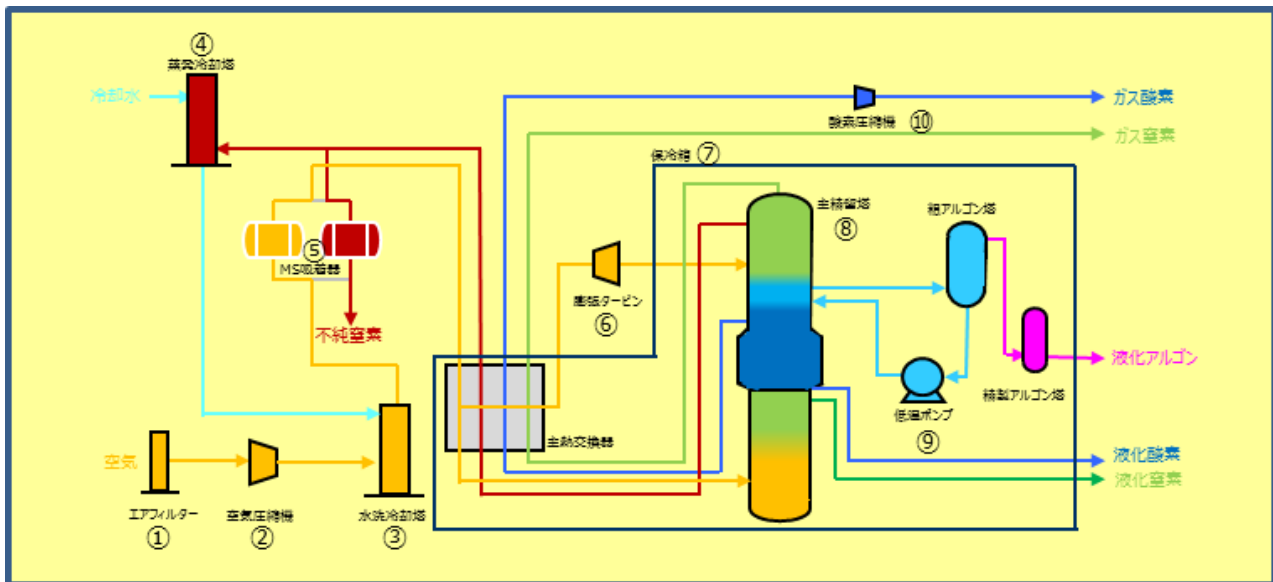 ④
蒸発冷却塔
冷却水
ガス酸素
酸素圧縮機 ⑩
ガス窒素
保冷箱 ⑦
主精留塔
⑧
粗アルゴン塔
⑤
MS吸着器
膨張タービン
⑥
不純窒素
液化アルゴン
精製アルゴン塔
低温ポンプ
⑨
主熱交換器
空気
液化酸素
液化窒素
エアフィルター
①
空気圧縮機
②
水洗冷却塔
③